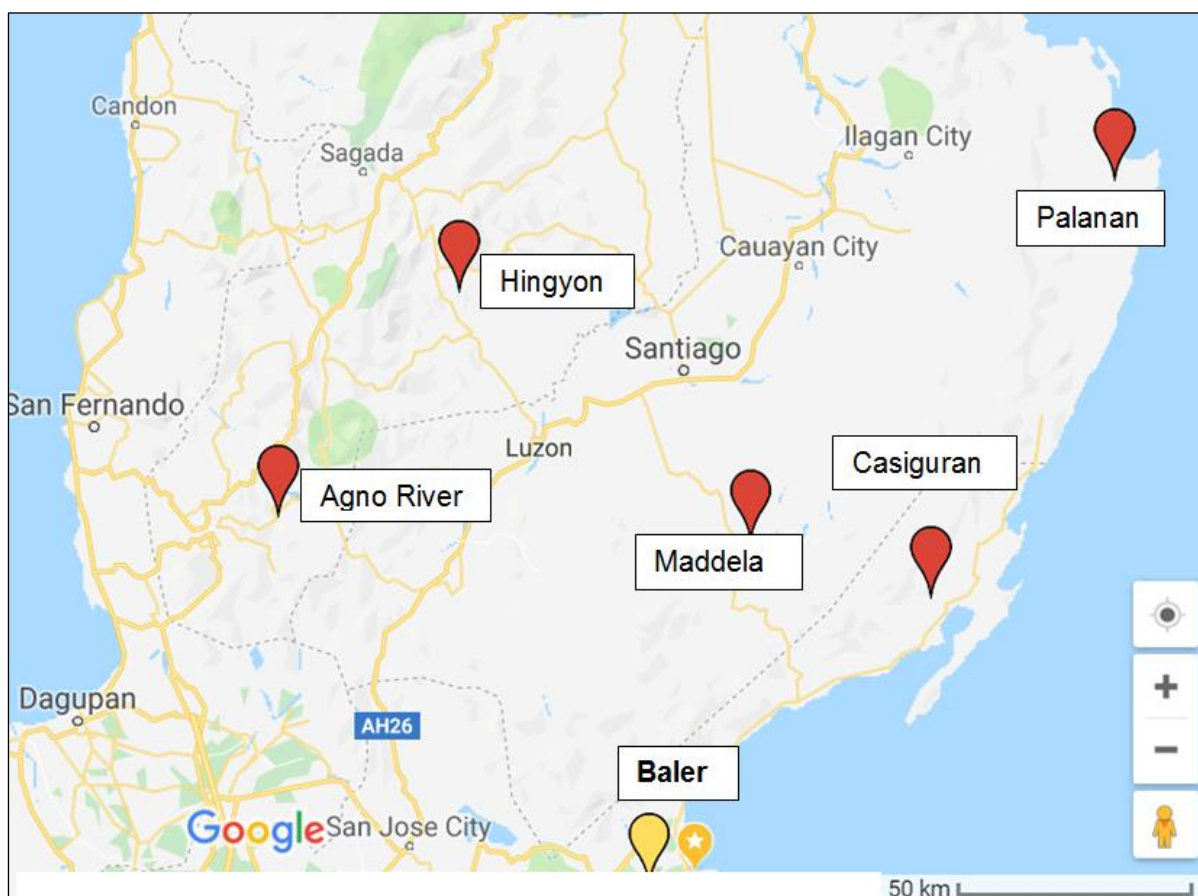 Candon
Sagada
Ilagan City
Palanan
Cauayan City
Hingyon
Santiago
San Fernando
Luzon
Casiguran
Agno River
Maddela
Dagupan
AH26
Baler
Google
San Jose City
50 km